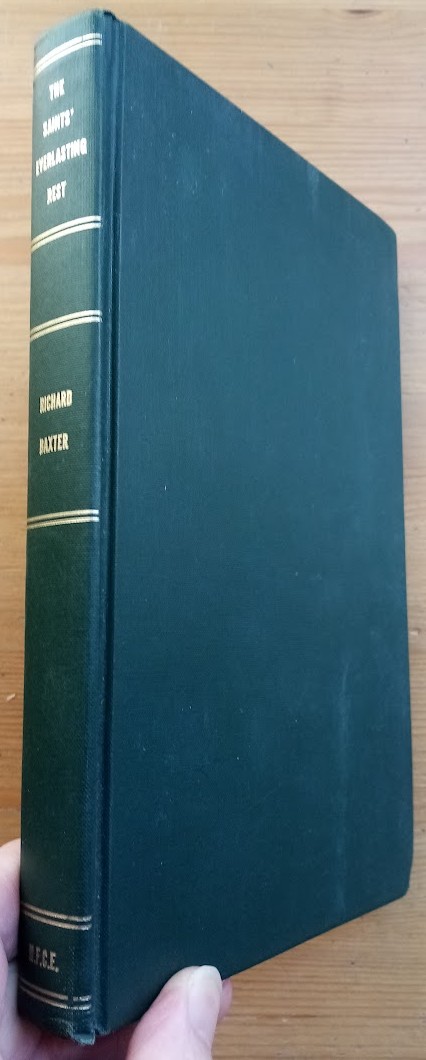 THE
SAINTS'
EVERLASTING
REST
RICHARD
BAXTER
D.F.C.E.